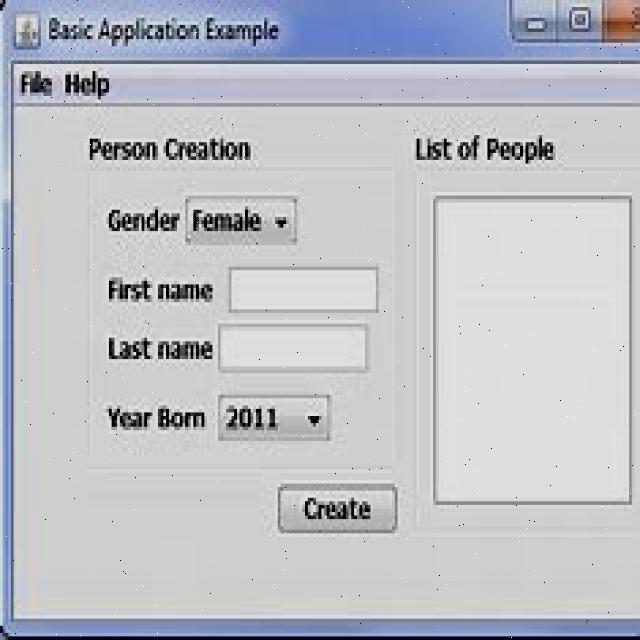 Basic Application Example
File Help
Person Creation
List of People
Gender Female
First name
Last name
Year Born 2011
Create